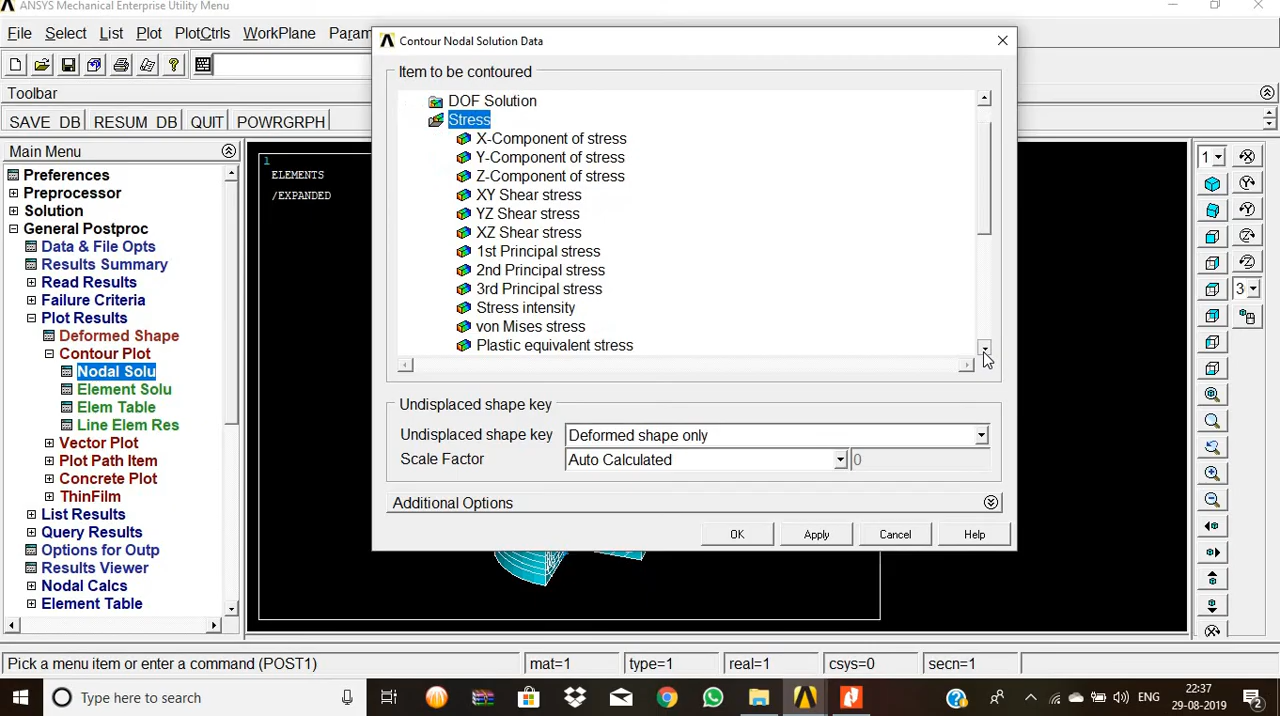 ANSYS Mechanical Enterprise Utility Menu
File Select List Plot PlotCtrls WorkPlane Param
Contour Nodal Solution Data
Item to be contoured
Toolbar
SAVE_DB RESUM_DB QUIT POWRGRPH
DOF Solution
Stress
X-Component of stress
Y-Component of stress
Z-Component of stress
XY Shear stress
YZ Shear stress
XZ Shear stress
1st Principal stress
2nd Principal stress
3rd Principal stress
Stress intensity
von Mises stress
Plastic equivalent stress
Undisplaced shape key
Undisplaced shape key Deformed shape only
Scale Factor Auto Calculated 0
Additional Options
OK Apply Cancel Help
Main Menu
Preferences
Preprocessor
Solution
General Postproc
Data & File Opts
Results Summary
Read Results
Failure Criteria
Plot Results
Deformed Shape
Contour Plot
Nodal Solu
Element Solu
Elem Table
Line Elem Res
Vector Plot
Plot Path Item
Concrete Plot
ThinFilm
List Results
Query Results
Options for Outp
Results Viewer
Nodal Calcs
Element Table
1
ELEMENTS
/EXPANDED
1
3
Pick a menu item or enter a command (POST1) mat=1 type=1 real=1 csys=0 secn=1
Type here to search
ENG
22:37
29-08-2019
2